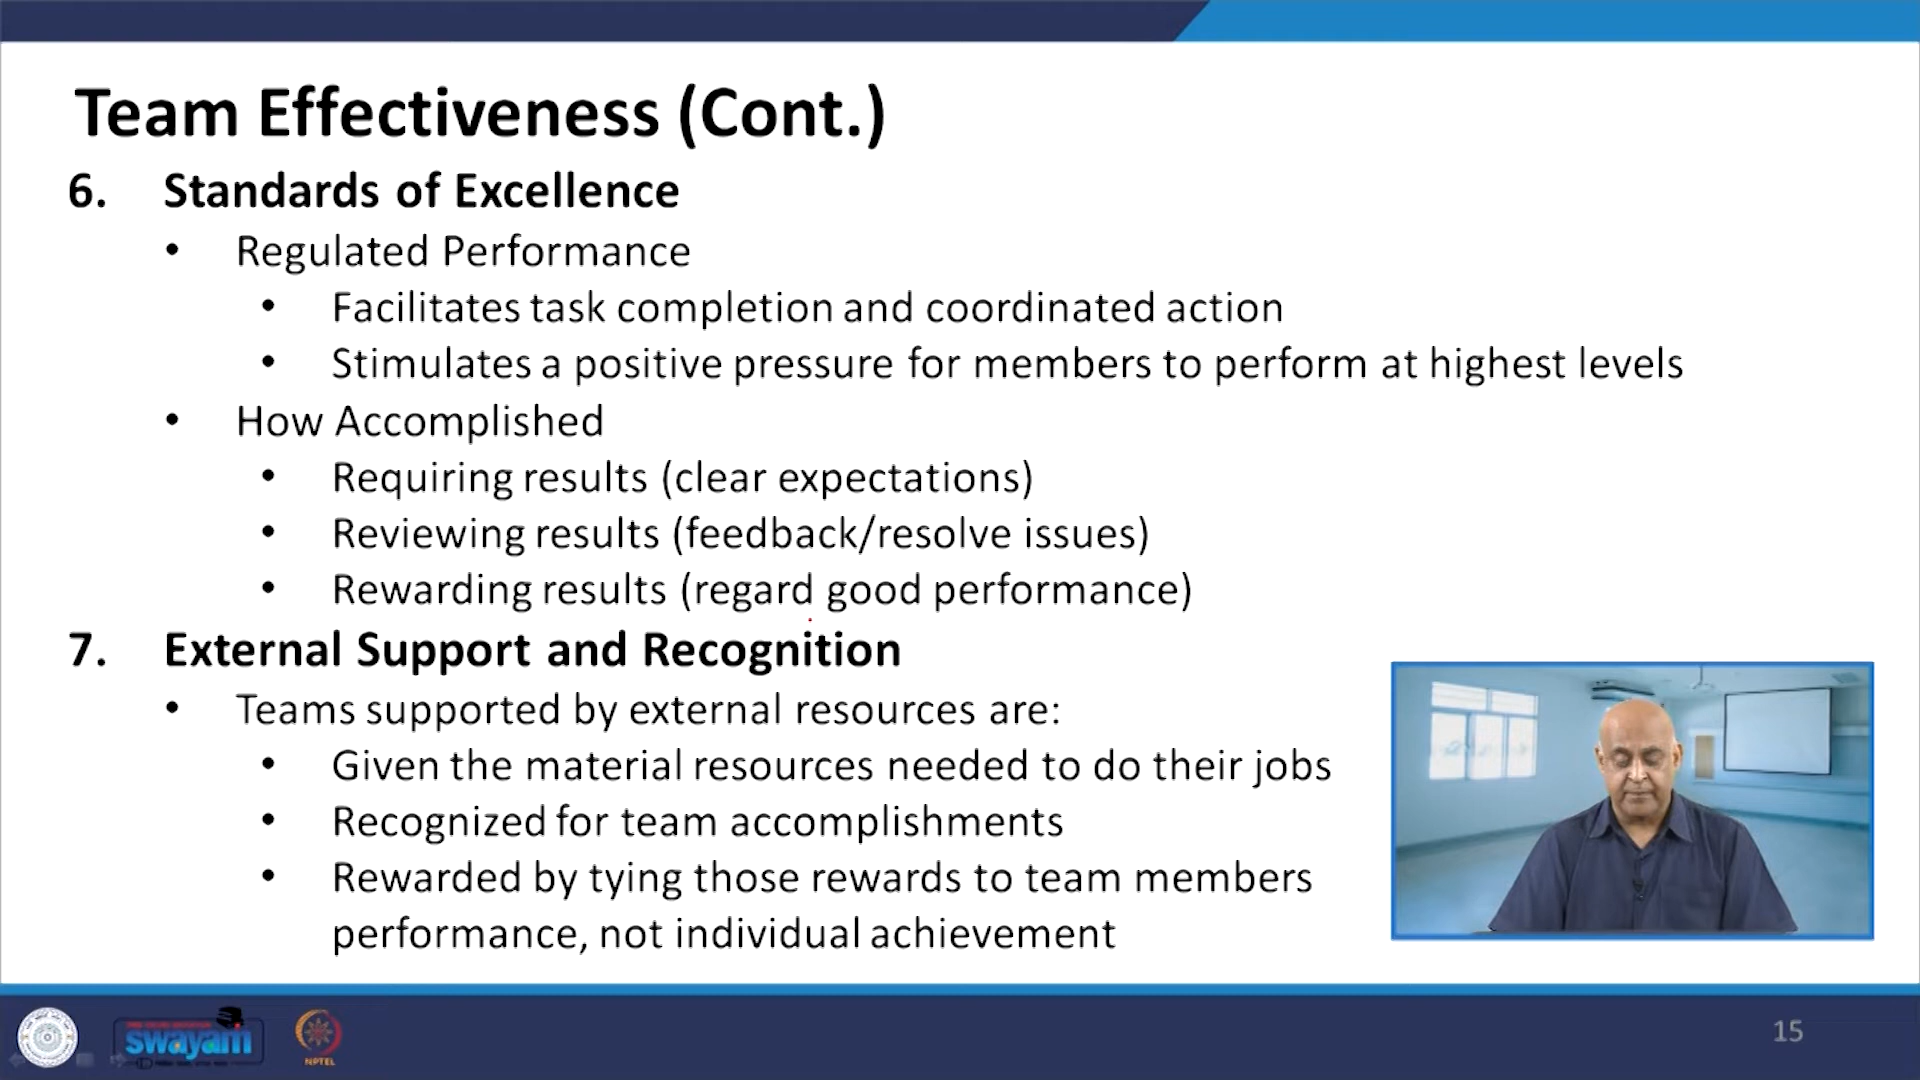 Team Effectiveness (Cont.)
6. Standards of Excellence
• Regulated Performance
• Facilitates task completion and coordinated action
• Stimulates a positive pressure for members to perform at highest levels
• How Accomplished
• Requiring results (clear expectations)
• Reviewing results (feedback/resolve issues)
• Rewarding results (regard good performance)
7. External Support and Recognition
• Teams supported by external resources are:
• Given the material resources needed to do their jobs
• Recognized for team accomplishments
• Rewarded by tying those rewards to team members
performance, not individual achievement
swayam
NPTEL
15